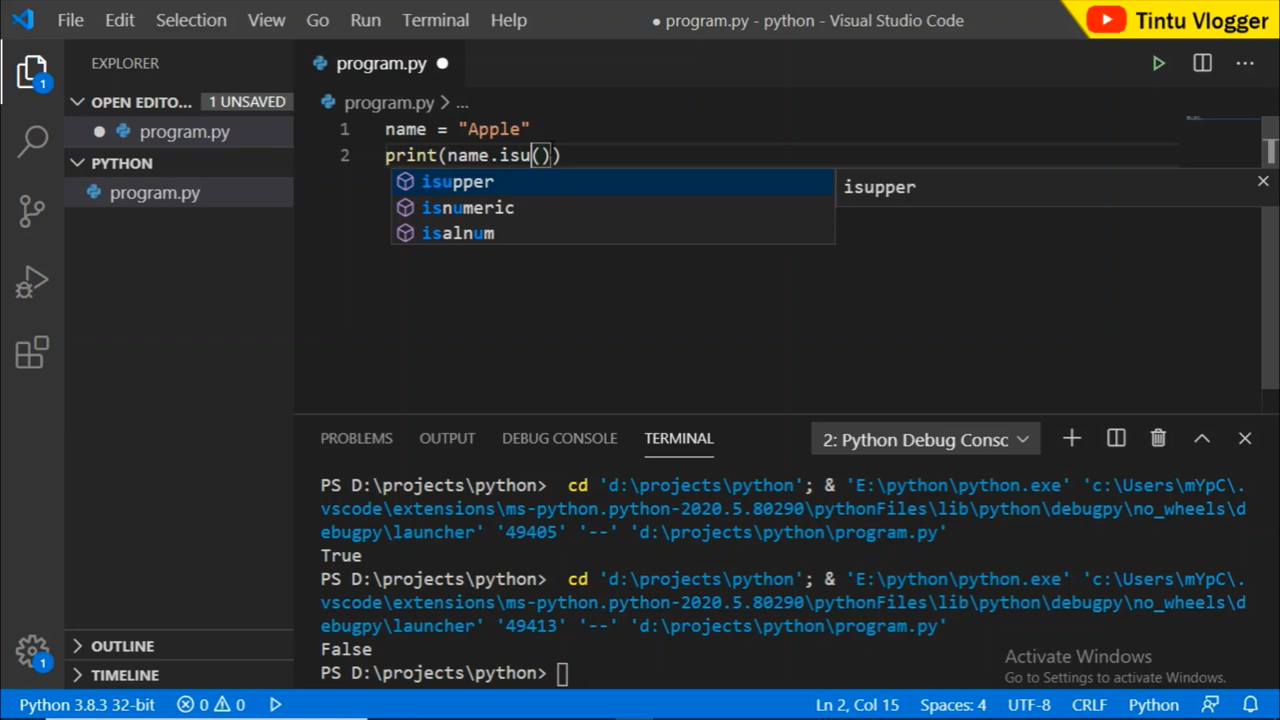 File Edit Selection View Go Run Terminal Help ● program.py - python - Visual Studio Code Tintu Vlogger
EXPLORER
program.py ●
OPEN EDITO... 1 UNSAVED
program.py > ...
● program.py
PYTHON
program.py
1 name = "Apple"
2 print(name.isu())
isupper
isnumeric
isalnum
isupper
PROBLEMS OUTPUT DEBUG CONSOLE TERMINAL 2: Python Debug Consc
PS D:\projects\python> cd 'd:\projects\python'; & 'E:\python\python.exe' 'c:\Users\mYpC\.
vscode\extensions\ms-python.python-2020.5.80290\pythonFiles\lib\python\debugpy\no_wheels\d
ebugpy\launcher' '49405' '--' 'd:\projects\python\program.py'
True
PS D:\projects\python> cd 'd:\projects\python'; & 'E:\python\python.exe' 'c:\Users\mYpC\.
vscode\extensions\ms-python.python-2020.5.80290\pythonFiles\lib\python\debugpy\no_wheels\d
ebugpy\launcher' '49413' '--' 'd:\projects\python\program.py'
False
PS D:\projects\python>
OUTLINE
TIMELINE
1
1
Activate Windows
Go to Settings to activate Windows.
Python 3.8.3 32-bit 0 0 Ln 2, Col 15 Spaces: 4 UTF-8 CRLF Python